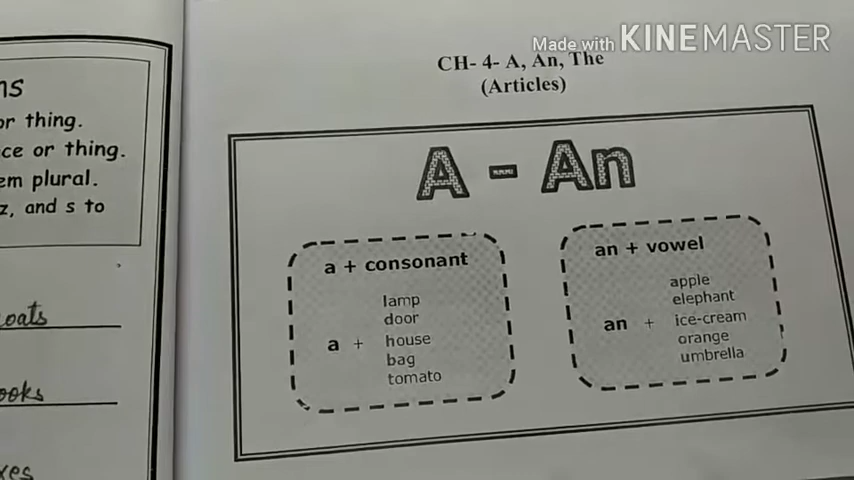 Made with KINEMASTER
ns
or thing.
ce or thing.
em plural.
z, and s to
oats
ooks
xes
CH- 4- A, An, The
(Articles)
A - An
a + consonant
lamp
door
a + house
bag
tomato
an + vowel
apple
elephant
an + ice-cream
orange
umbrella